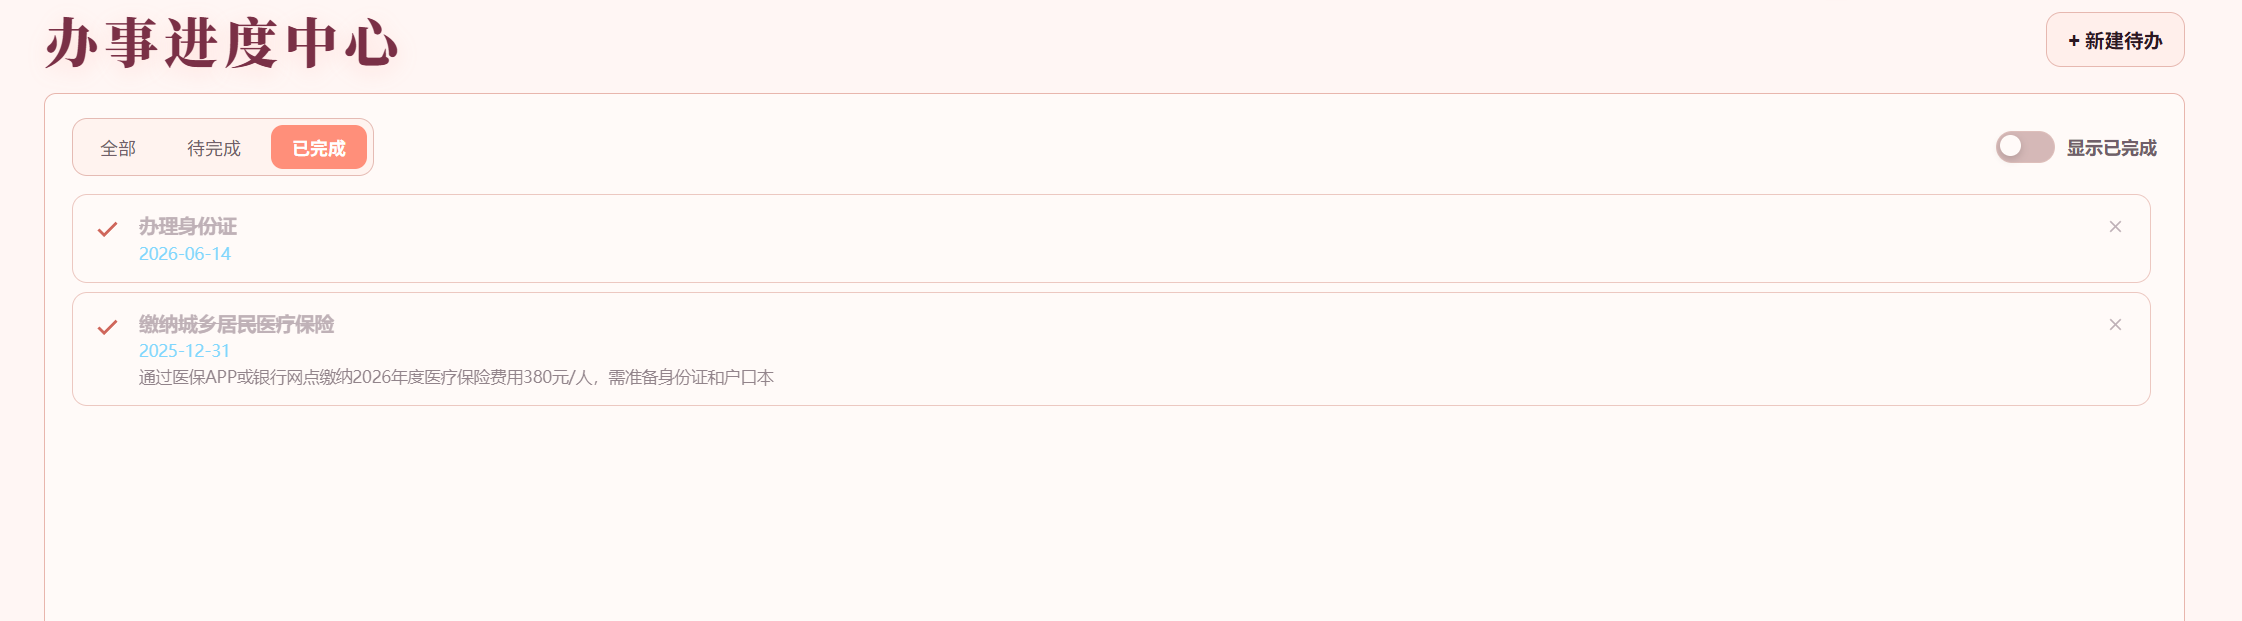 办事进度中心
+ 新建待办
全部 待完成 已完成
显示已完成
办理身份证
2026-06-14
缴纳城乡居民医疗保险
2025-12-31
通过医保APP或银行网点缴纳2026年度医疗保险费用380元/人，需准备身份证和户口本